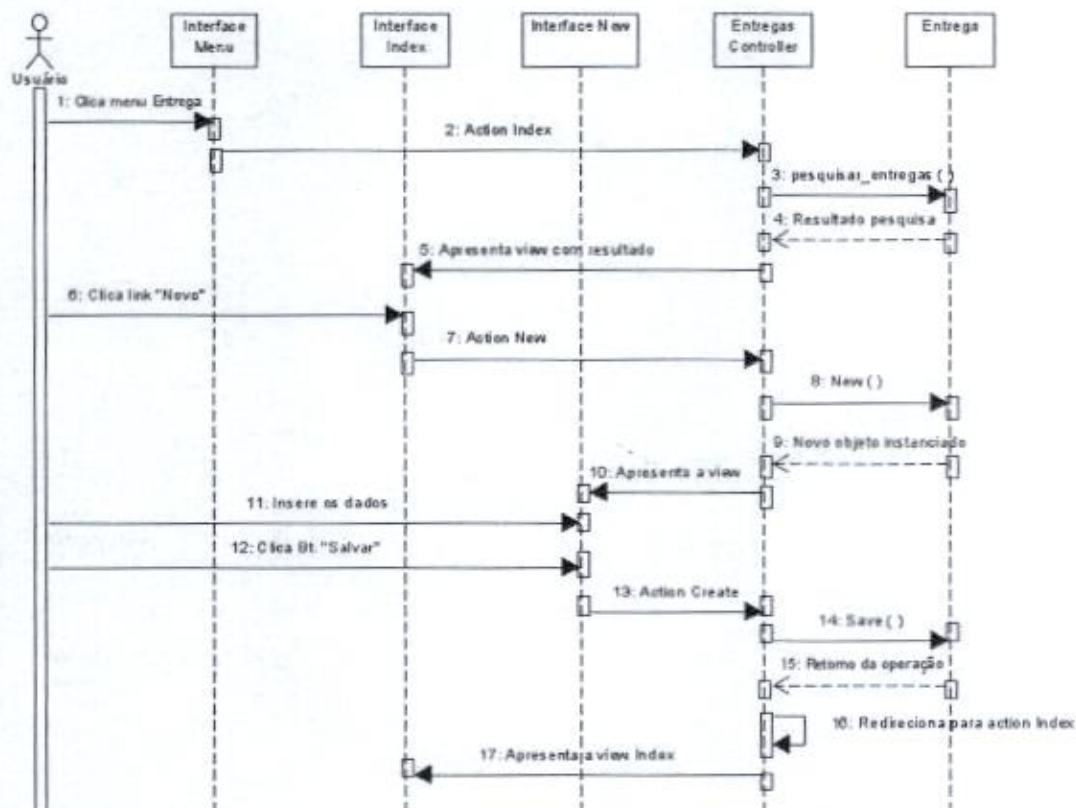 Interface
Menu
Interface
Index
Interface New
Entregas
Controller
Entrega
Usuário
1: Clica menu Entrega
2: Action Index
3: pesquisar_entregas ( )
4: Resultado pesquisa
5: Apresenta view com resultado
6: Clica link "Novo"
7: Action New
8: New ( )
9: Novo objeto instanciado
10: Apresenta a view
11: Insere os dados
12: Clica Bt. "Salvar"
13: Action Create
14: Save ( )
15: Retorno da operação
16: Redireciona para action Index
17: Apresenta a view Index